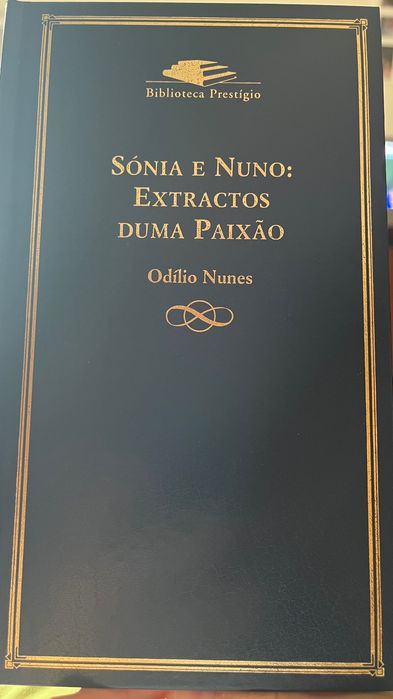 Biblioteca Prestígio
SÓNIA E NUNO:
EXTRACTOS
DUMA PAIXÃO
Odílio Nunes